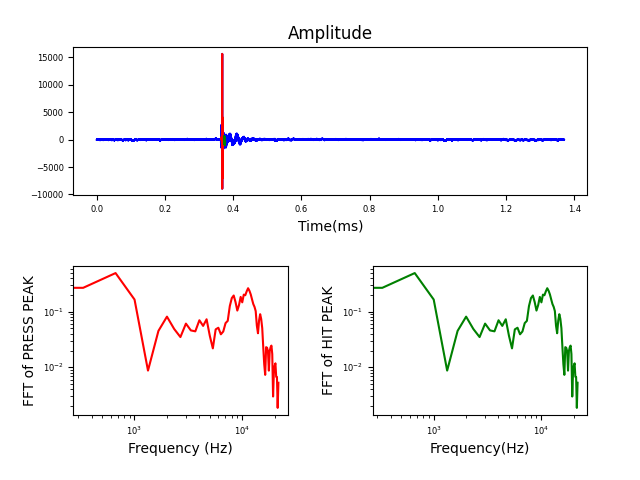 Amplitude
15000
10000
5000
0
−5000
−10000
0.0 0.2 0.4 0.6 0.8 1.0 1.2 1.4
Time(ms)
FFT of PRESS PEAK
10⁻¹
10⁻²
10³ 10⁴
Frequency (Hz)
FFT of HIT PEAK
10⁻¹
10⁻²
10³ 10⁴
Frequency(Hz)